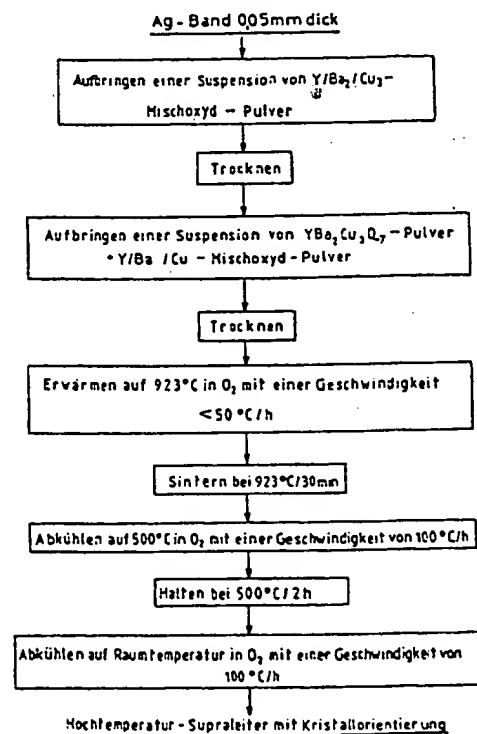 Ag - Band 0,05mm dick
Aufbringen einer Suspension von Y/Ba₂/Cu₃-
Mischoxyd - Pulver
Trocknen
Aufbringen einer Suspension von YBa₂Cu₃O₇ - Pulver
+ Y/Ba /Cu - Mischoxyd - Pulver
Trocknen
Erwärmen auf 923°C in O₂ mit einer Geschwindigkeit
<50 °C/h
Sintern bei 923°C/30min
Abkühlen auf 500°C in O₂ mit einer Geschwindigkeit von 100°C/h
Halten bei 500°C/2h
Abkühlen auf Raumtemperatur in O₂ mit einer Geschwindigkeit von
100°C/h
Hochtemperatur - Supraleiter mit Kristallorientierung